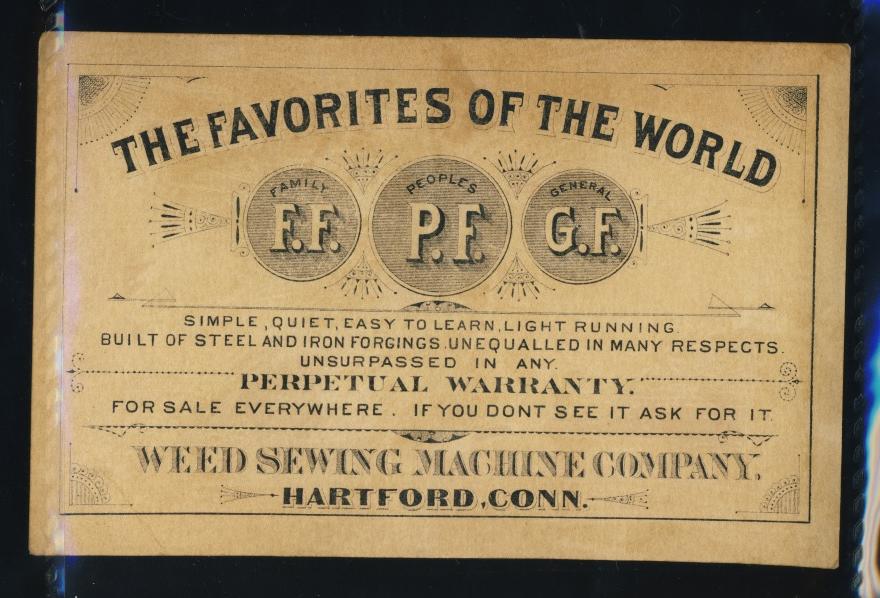 THE FAVORITES OF THE WORLD
FAMILY PEOPLES GENERAL
F.F. P.F. G.F.
SIMPLE, QUIET, EASY TO LEARN, LIGHT RUNNING.
BUILT OF STEEL AND IRON FORGINGS. UNEQUALLED IN MANY RESPECTS.
UNSURPASSED IN ANY.
PERPETUAL WARRANTY.
FOR SALE EVERYWHERE. IF YOU DONT SEE IT ASK FOR IT.
WEED SEWING MACHINE COMPANY.
HARTFORD, CONN.